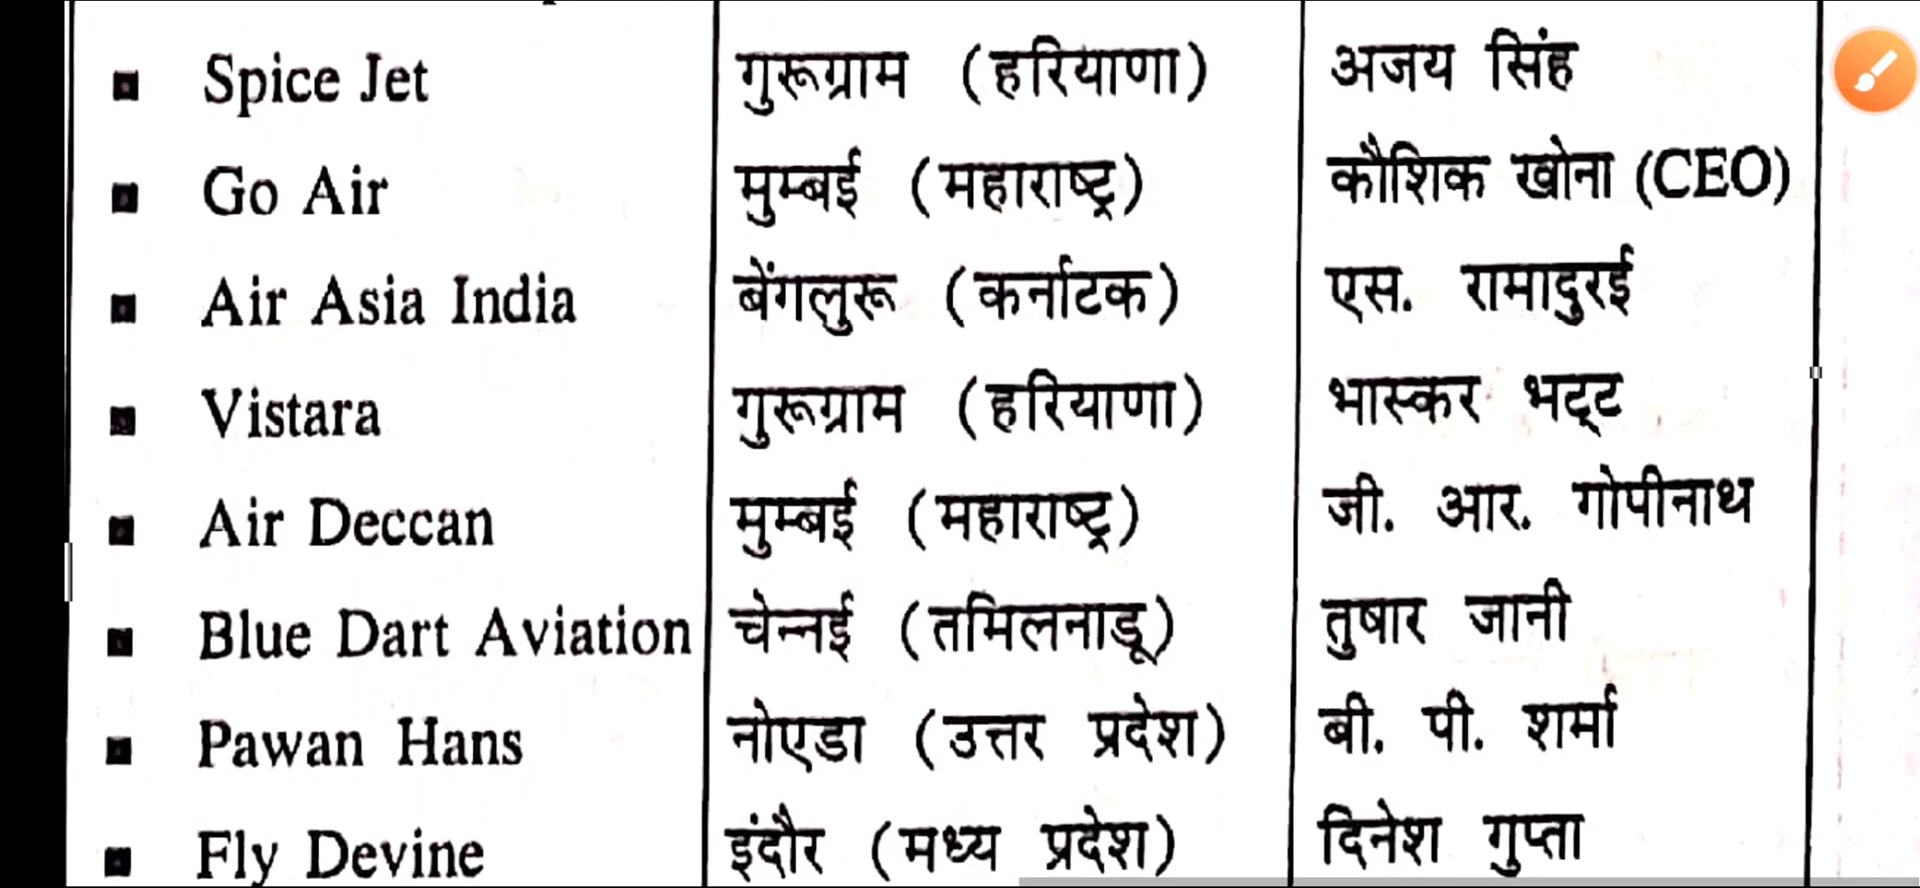 Spice Jet गुरूग्राम (हरियाणा) अजय सिंह
Go Air मुम्बई (महाराष्ट्र) कौशिक खोना (CEO)
Air Asia India बेंगलुरू (कर्नाटक) एस. रामादुरई
Vistara गुरूग्राम (हरियाणा) भास्कर भट्ट
Air Deccan मुम्बई (महाराष्ट्र) जी. आर. गोपीनाथ
Blue Dart Aviation चेन्नई (तमिलनाडू) तुषार जानी
Pawan Hans नोएडा (उत्तर प्रदेश) बी. पी. शर्मा
Fly Devine इंदौर (मध्य प्रदेश) दिनेश गुप्ता